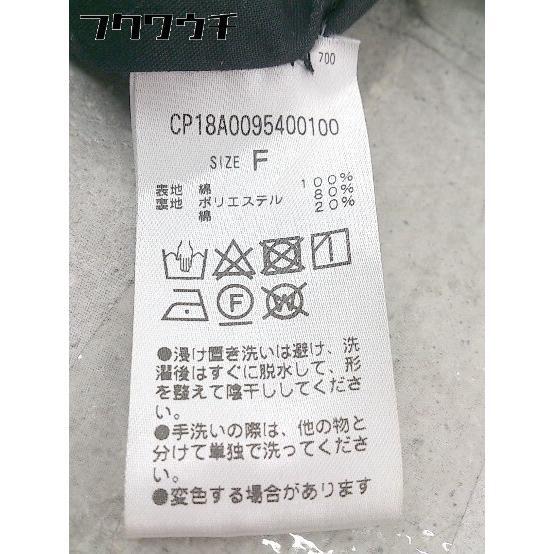 フクワウチ
700
CP18A0095400100
SIZE F
表地 綿 100%
裏地 ポリエステル 80%
綿 20%
F
W
●浸け置き洗いは避け、洗
濯後はすぐに脱水して、形
を整えて陰干ししてくださ
い。
●手洗いの際は、他の物と
分けて単独で洗ってくださ
い。
●変色する場合があります